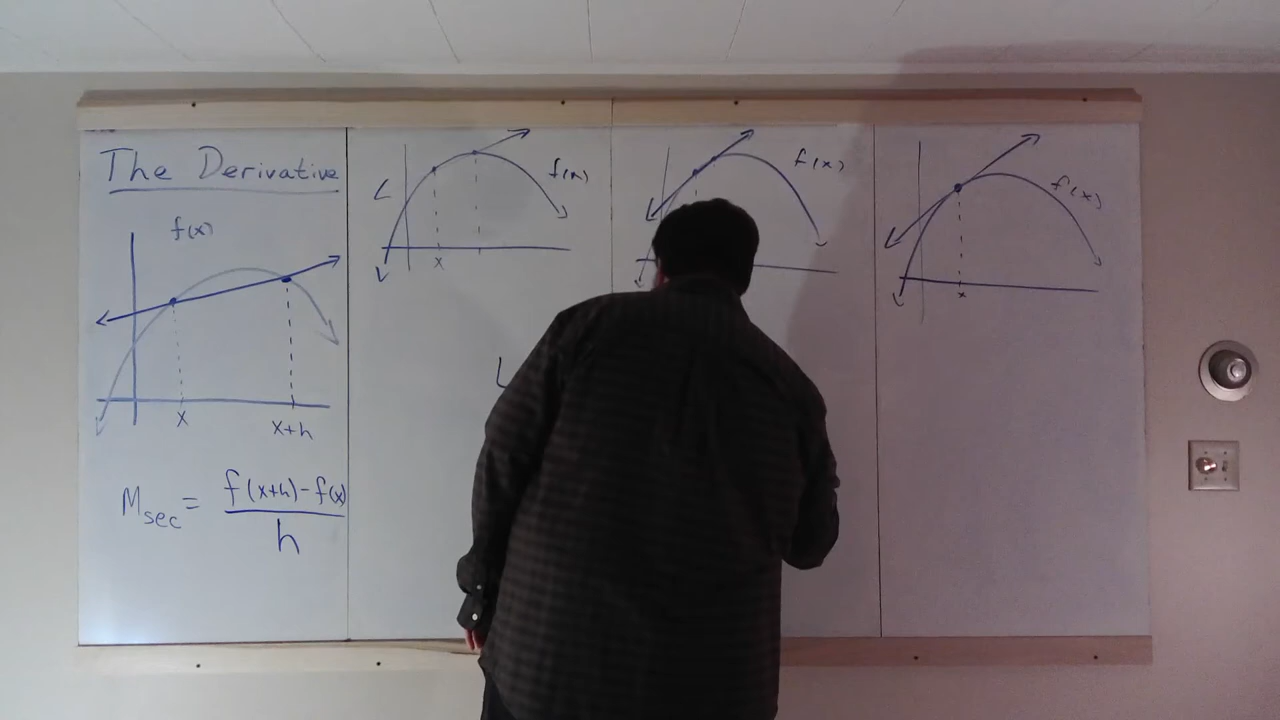 The Derivative
f(x)
x
x+h
Msec = f(x+h)-f(x)
h
f(x)
x
f(x)
f(x)
x